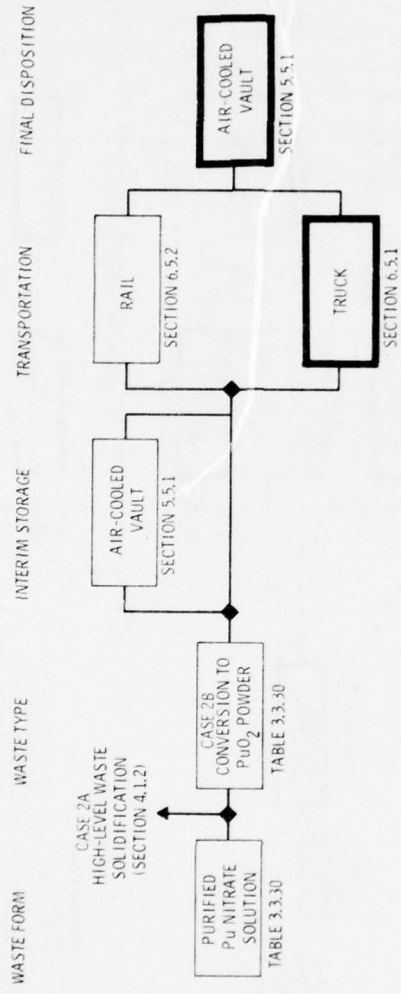 WASTE FORM
WASTE TYPE
INTERIM STORAGE
TRANSPORTATION
FINAL DISPOSITION
CASE 2A
HIGH-LEVEL WASTE
SOLIDIFICATION
(SECTION 4.1.2)
PURIFIED
Pu NITRATE
SOLUTION
TABLE 3.3.30
CASE 2B
CONVERSION TO
PuO2 POWDER
TABLE 3.3.30
AIR-COOLED
VAULT
SECTION 5.5.1
RAIL
SECTION 6.5.2
TRUCK
SECTION 6.5.1
AIR-COOLED
VAULT
SECTION 5.5.1